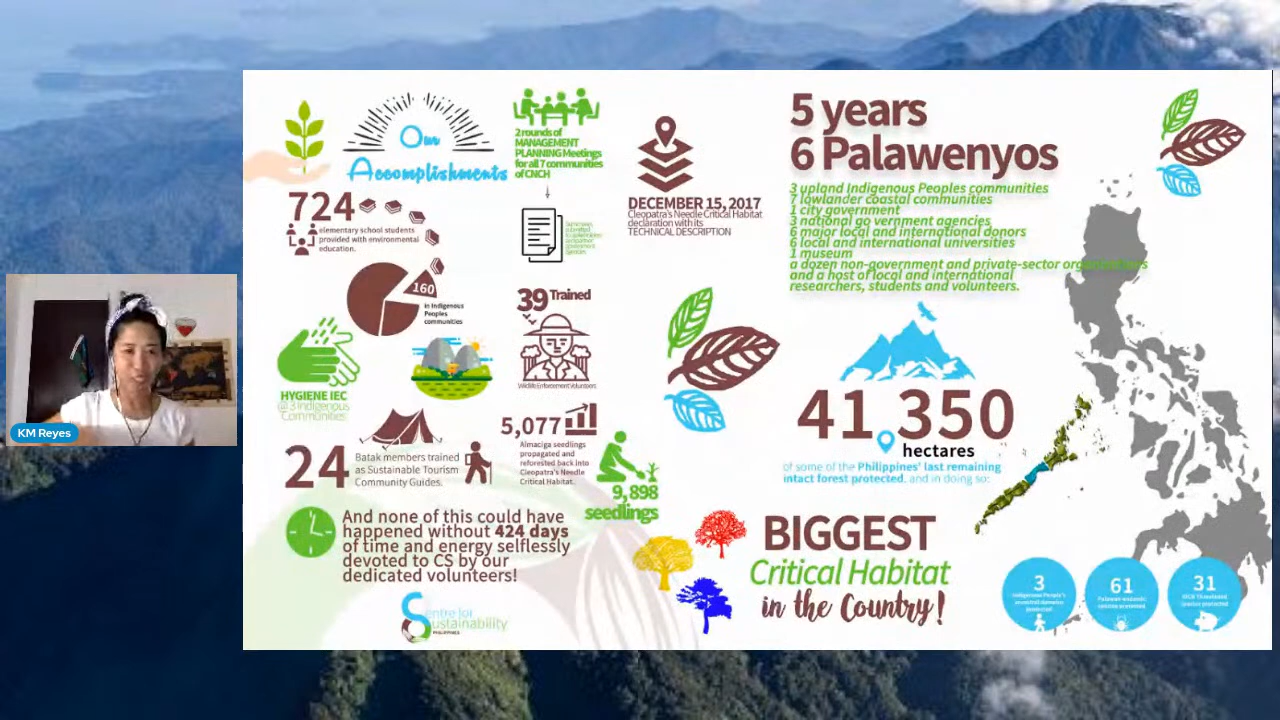 KM Reyes
Our
Accomplishments
724
elementary school students
provided with environmental
education.
160
in Indigenous
Peoples
communities
HYGIENE IEC
@ 3 Indigenous
Communities
24
Batak members trained
as Sustainable Tourism
Community Guides.
And none of this could have
happened without 424 days
of time and energy selflessly
devoted to CS by our
dedicated volunteers!
Centre for
Sustainability
PHILIPPINES
2 rounds of
MANAGEMENT
PLANNING Meetings
for all 7 communities
of CNCH
39 Trained
Wildlife Enforcement Volunteers
5,077
Almaciga seedlings
propagated and
reforested back into
Cleopatra's Needle
Critical Habitat.
9,898
seedlings
DECEMBER 15, 2017
Cleopatra's Needle Critical Habitat
declaration with its
TECHNICAL DESCRIPTION
5 years
6 Palawenyos
3 upland Indigenous Peoples communities
7 lowlander coastal communities
1 city government
3 national go vernment agencies
6 major local and international donors
6 local and international universities
1 museum
a dozen non-government and private-sector organizations
and a host of local and international
researchers, students and volunteers.
41,350
hectares
of some of the Philippines' last remaining
intact forest protected, and in doing so:
BIGGEST
Critical Habitat
in the Country!
3
61
31